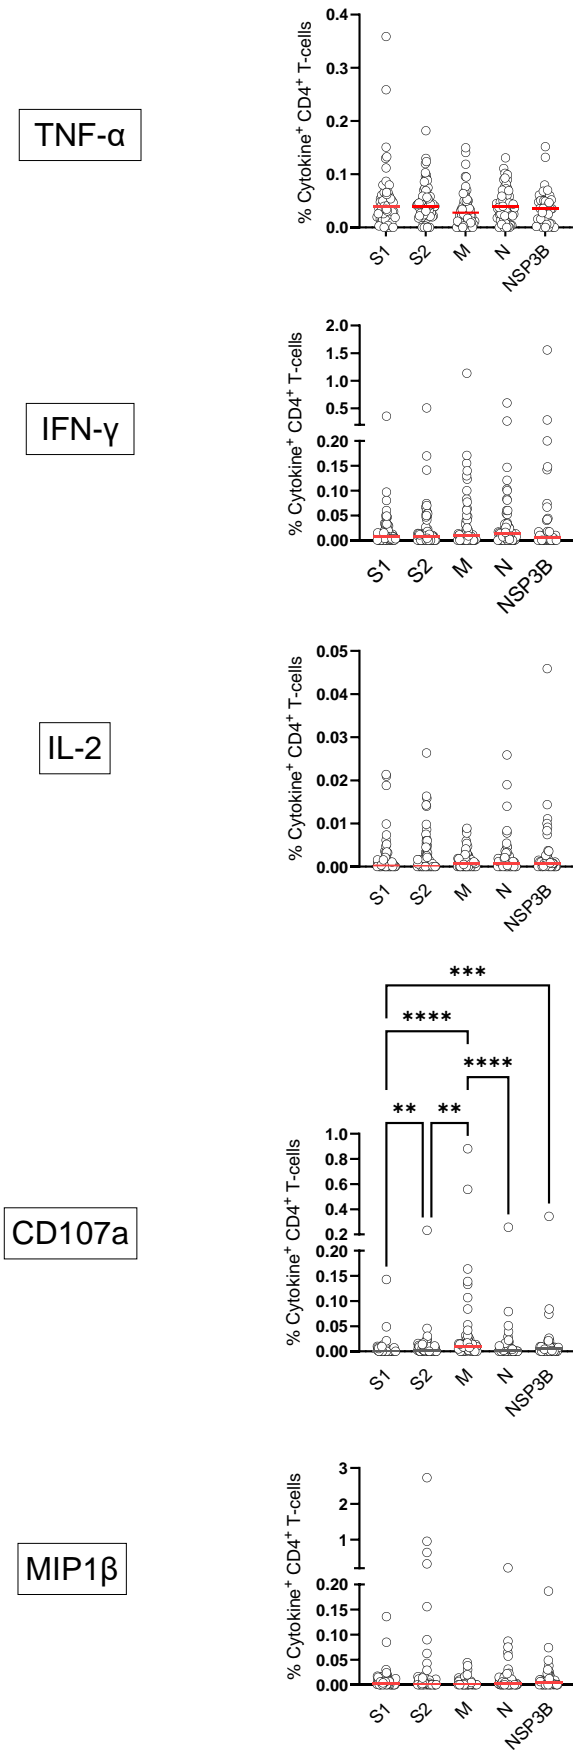 TNF-α
% Cytokine⁺ CD4⁺ T-cells
0.4
0.3
0.2
0.1
0.0
S1
S2
M
N
NSP3B
IFN-γ
% Cytokine⁺ CD4⁺ T-cells
2.0
1.5
1.0
0.5
0.20
0.15
0.10
0.05
0.00
S1
S2
M
N
NSP3B
IL-2
% Cytokine⁺ CD4⁺ T-cells
0.05
0.04
0.03
0.02
0.01
0.00
S1
S2
M
N
NSP3B
CD107a
***
****
****
**
**
% Cytokine⁺ CD4⁺ T-cells
1.0
0.8
0.6
0.4
0.2
0.20
0.15
0.10
0.05
0.00
S1
S2
M
N
NSP3B
MIP1β
% Cytokine⁺ CD4⁺ T-cells
3
2
1
0.20
0.15
0.10
0.05
0.00
S1
S2
M
N
NSP3B